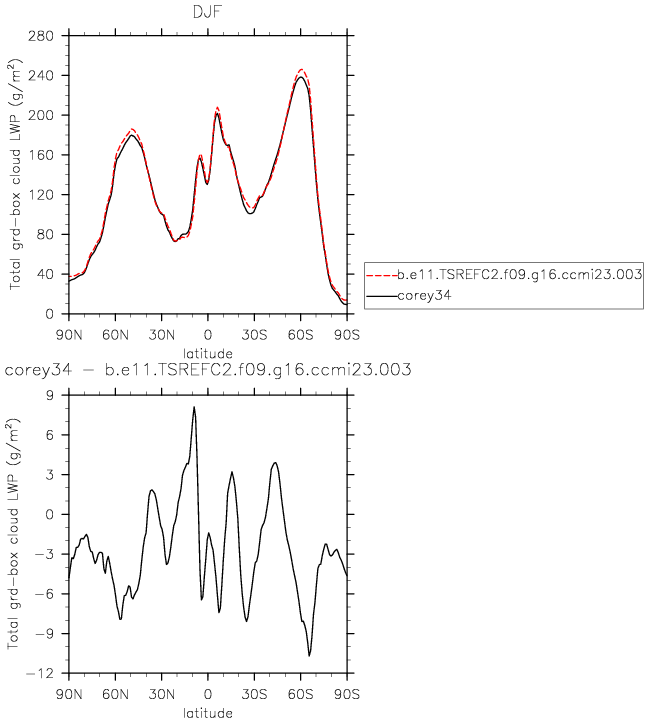 DJF
Total grd-box cloud LWP (g/m²)
280
240
200
160
120
80
40
0
90N 60N 30N 0 30S 60S 90S
latitude
b.e11.TSREFC2.f09.g16.ccmi23.003
corey34
corey34 - b.e11.TSREFC2.f09.g16.ccmi23.003
Total grd-box cloud LWP (g/m²)
9
6
3
0
-3
-6
-9
-12
90N 60N 30N 0 30S 60S 90S
latitude